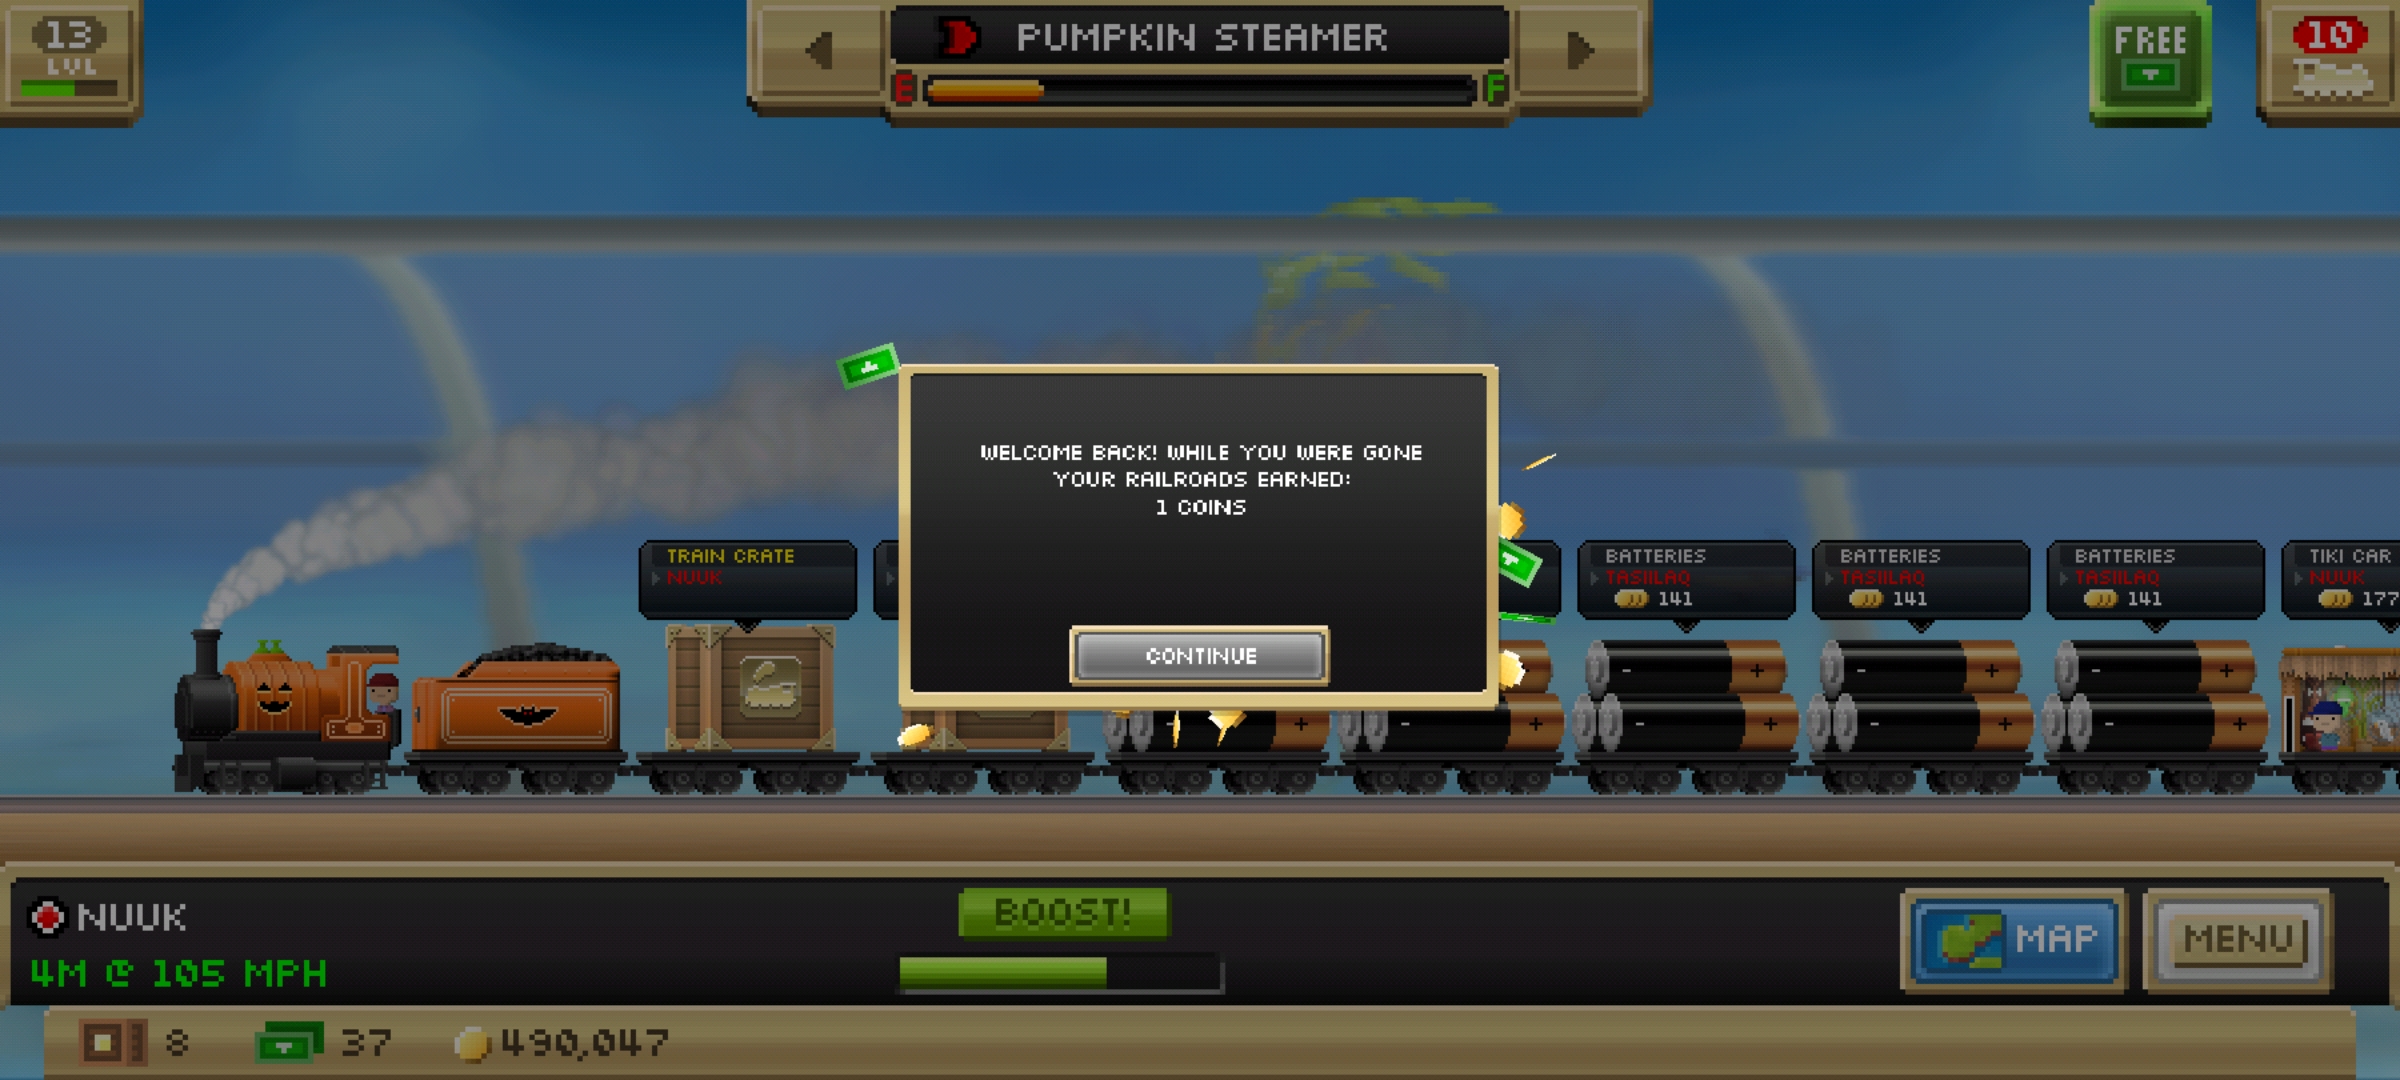 13
LVL
PUMPKIN STEAMER
E F
FREE
10
WELCOME BACK! WHILE YOU WERE GONE
YOUR RAILROADS EARNED:
1 COINS
CONTINUE
TRAIN CRATE
NUUK
BATTERIES
TASIILAQ
141
BATTERIES
TASIILAQ
141
BATTERIES
TASIILAQ
141
TIKI CAR
NUUK
177
NUUK
4M @ 105 MPH
BOOST!
MAP
MENU
8
37
490,047